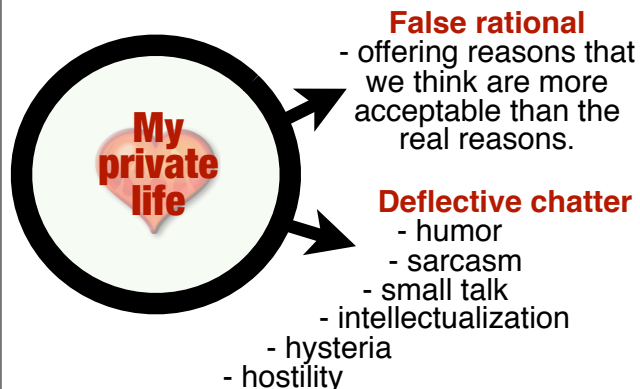 My
private
life
False rational
- offering reasons that
we think are more
acceptable than the
real reasons.
Deflective chatter
- humor
- sarcasm
- small talk
- intellectualization
- hysteria
- hostility